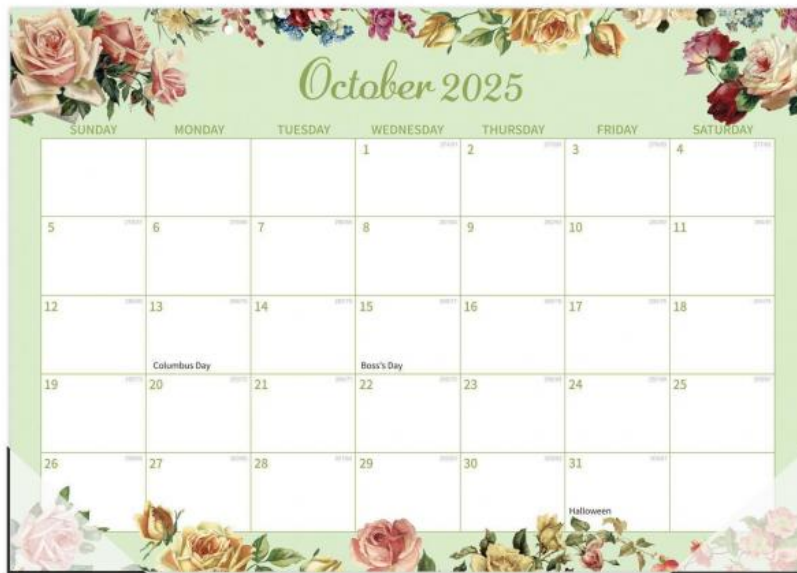 October 2025
SUNDAY MONDAY TUESDAY WEDNESDAY THURSDAY FRIDAY SATURDAY
1 2 3 4
5 6 7 8 9 10 11
12 13 14 15 16 17 18
Columbus Day Boss's Day
19 20 21 22 23 24 25
26 27 28 29 30 31
Halloween